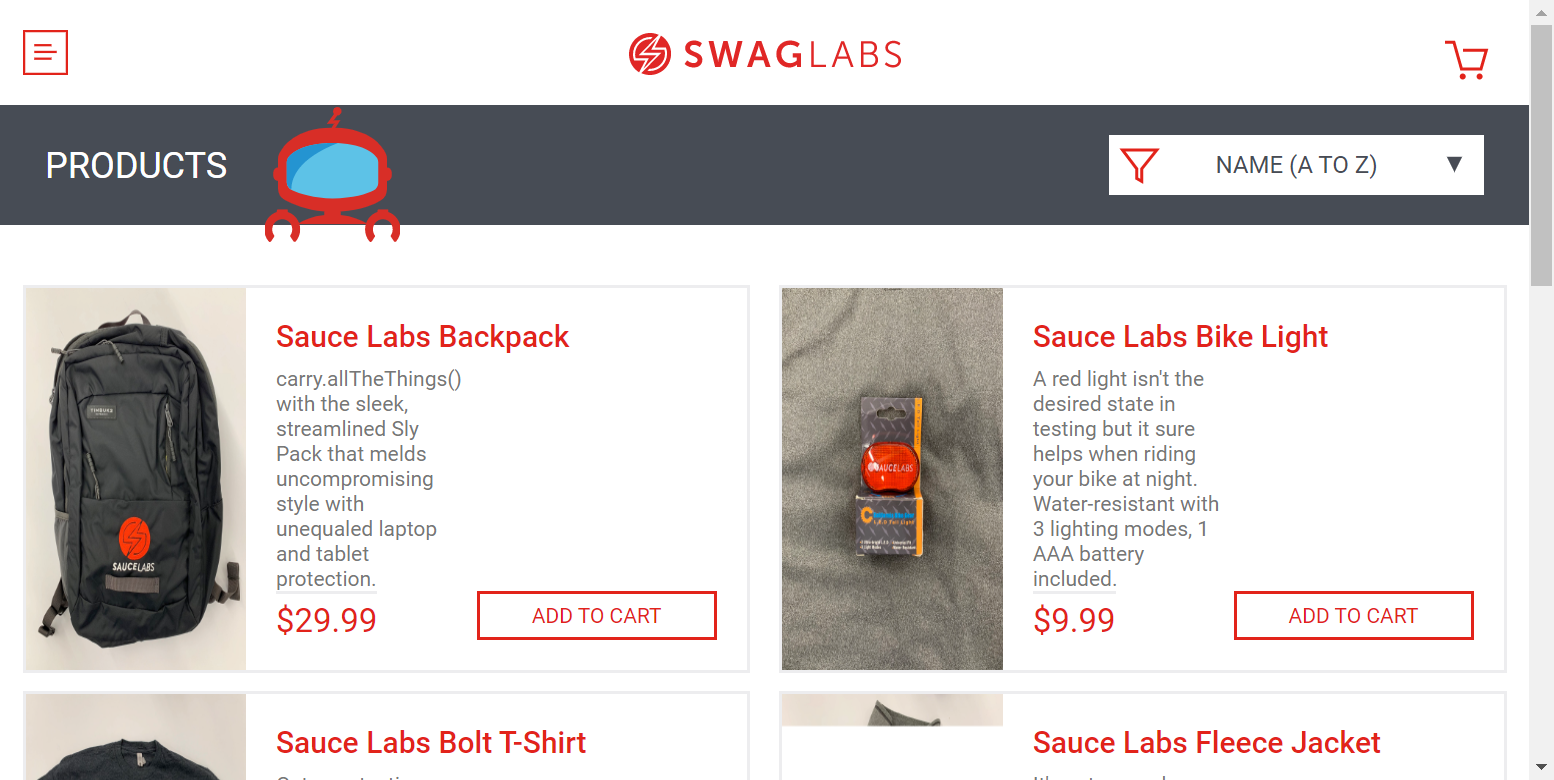 SWAGLABS
PRODUCTS
NAME (A TO Z)
Sauce Labs Backpack
carry.allTheThings()
with the sleek,
streamlined Sly
Pack that melds
uncompromising
style with
unequaled laptop
and tablet
protection.
$29.99
ADD TO CART
SAUCELABS
Sauce Labs Bike Light
A red light isn't the
desired state in
testing but it sure
helps when riding
your bike at night.
Water-resistant with
3 lighting modes, 1
AAA battery
included.
$9.99
ADD TO CART
SAUCELABS
Sauce Labs Bolt T-Shirt
Sauce Labs Fleece Jacket